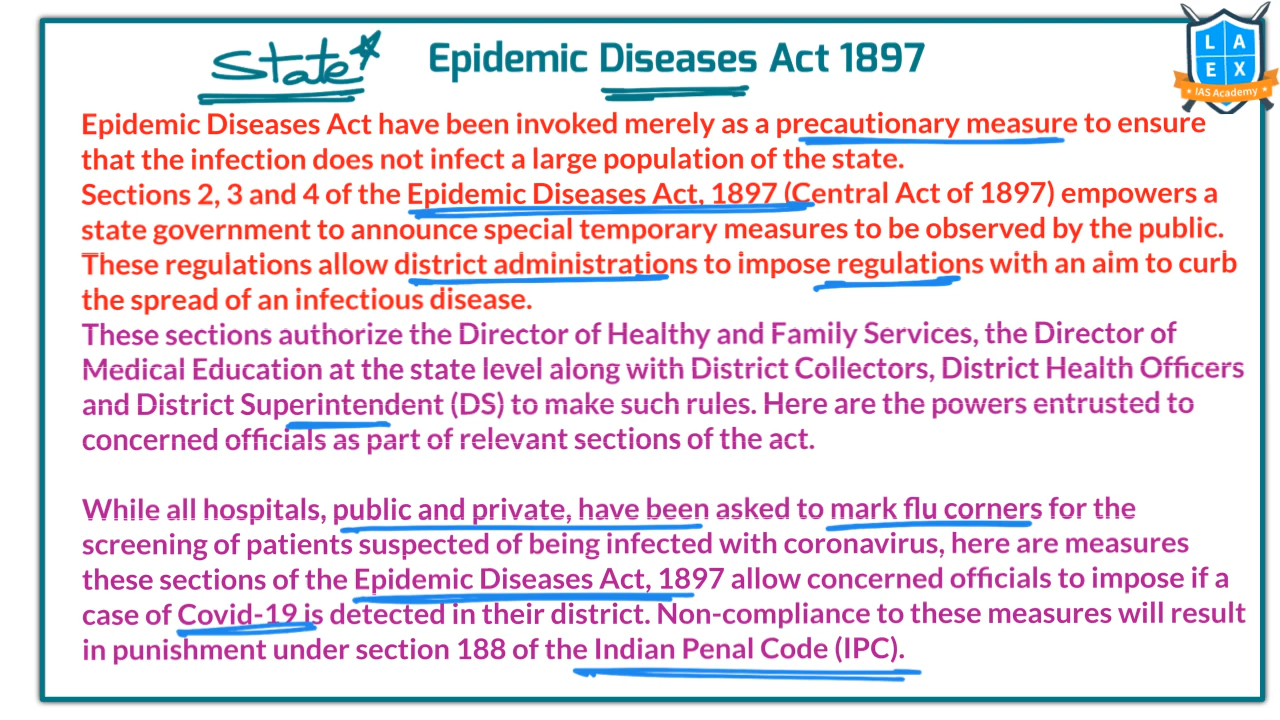 State
Epidemic Diseases Act 1897
L A
E X
IAS Academy
Epidemic Diseases Act have been invoked merely as a precautionary measure to ensure
that the infection does not infect a large population of the state.
Sections 2, 3 and 4 of the Epidemic Diseases Act, 1897 (Central Act of 1897) empowers a
state government to announce special temporary measures to be observed by the public.
These regulations allow district administrations to impose regulations with an aim to curb
the spread of an infectious disease.
These sections authorize the Director of Healthy and Family Services, the Director of
Medical Education at the state level along with District Collectors, District Health Officers
and District Superintendent (DS) to make such rules. Here are the powers entrusted to
concerned officials as part of relevant sections of the act.
While all hospitals, public and private, have been asked to mark flu corners for the
screening of patients suspected of being infected with coronavirus, here are measures
these sections of the Epidemic Diseases Act, 1897 allow concerned officials to impose if a
case of Covid-19 is detected in their district. Non-compliance to these measures will result
in punishment under section 188 of the Indian Penal Code (IPC).